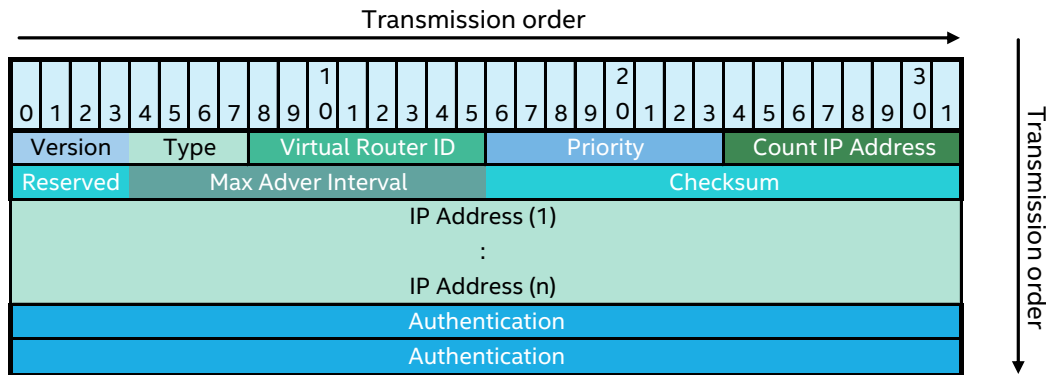 Transmission order
1 2 3
0 1 2 3 4 5 6 7 8 9 0 1 2 3 4 5 6 7 8 9 0 1 2 3 4 5 6 7 8 9 0 1
Version Type Virtual Router ID Priority Count IP Address
Reserved Max Adver Interval Checksum
IP Address (1)
:
IP Address (n)
Authentication
Authentication
Transmission order